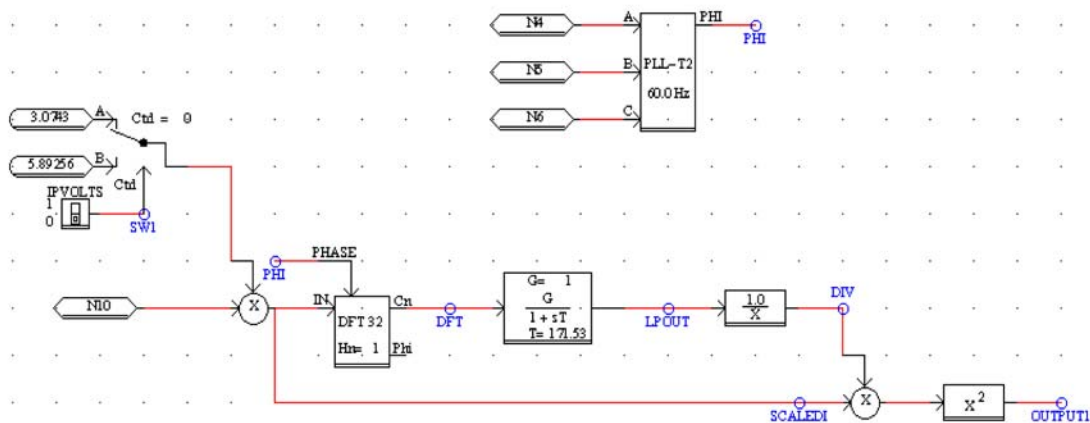 N4
A
PHI
PHI
N5
B
PLL-T2
60.0 Hz
N6
C
3.0743
A
Ctrl = 0
5.89256
B
Ctrl
IPVOLTS
1
0
SW1
PHI
PHASE
N10
X
IN
DFT 32
Hn= 1
Cn
Phi
DFT
G= 1
G
1 + sT
T= 171.53
LPOUT
1.0
X
DIV
SCALEDI
X
X 2
OUTPUT1